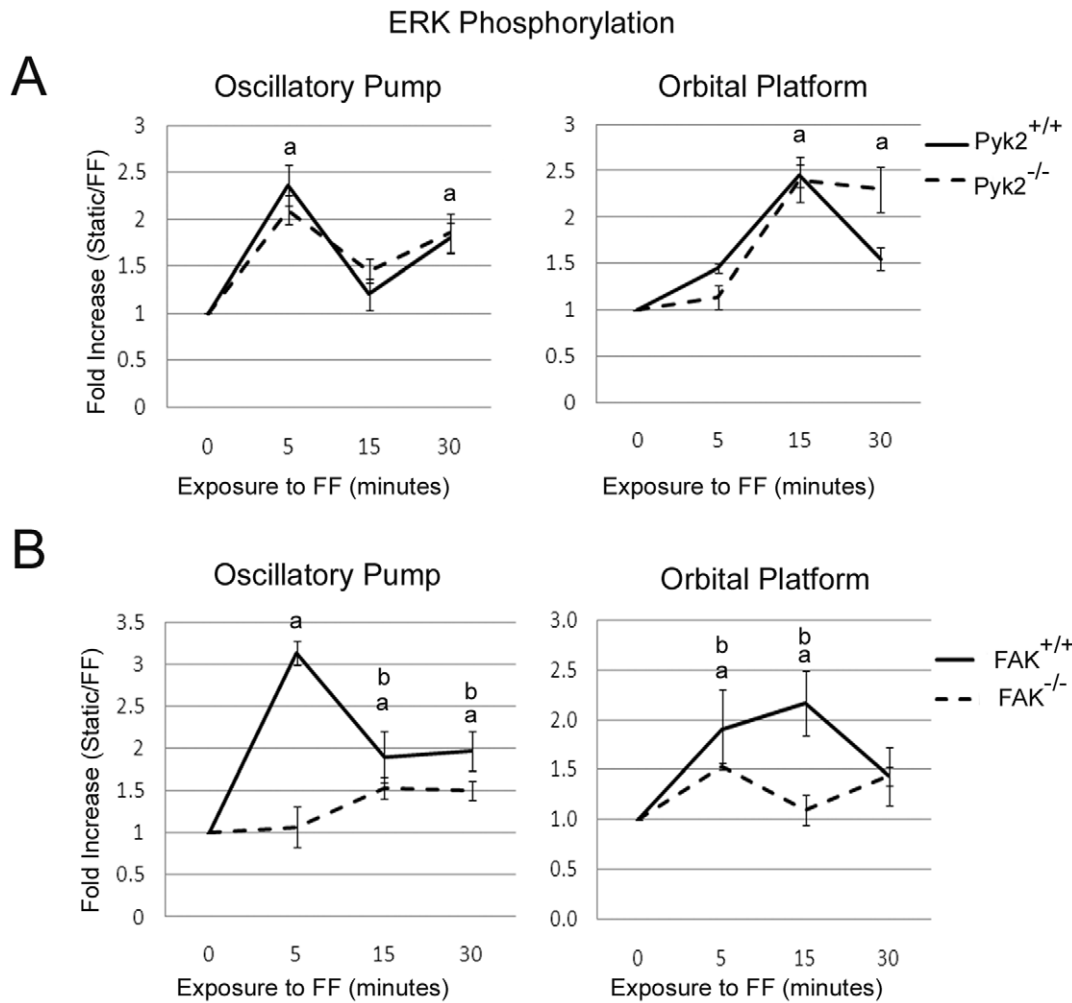 ERK Phosphorylation
A
Oscillatory Pump
Orbital Platform
Fold Increase (Static/FF)
3
2.5
2
1.5
1
0.5
0
a
a
0 5 15 30
Exposure to FF (minutes)
3
2.5
2
1.5
1
0.5
0
a
a
0 5 15 30
Exposure to FF (minutes)
Pyk2+/+
Pyk2-/-
B
Oscillatory Pump
Orbital Platform
Fold Increase (Static/FF)
3.5
3
2.5
2
1.5
1
0.5
0
a
b
a
b
a
0 5 15 30
Exposure to FF (minutes)
3.0
2.5
2.0
1.5
1.0
0.5
0.0
b
a
b
a
0 5 15 30
Exposure to FF (minutes)
FAK+/+
FAK-/-